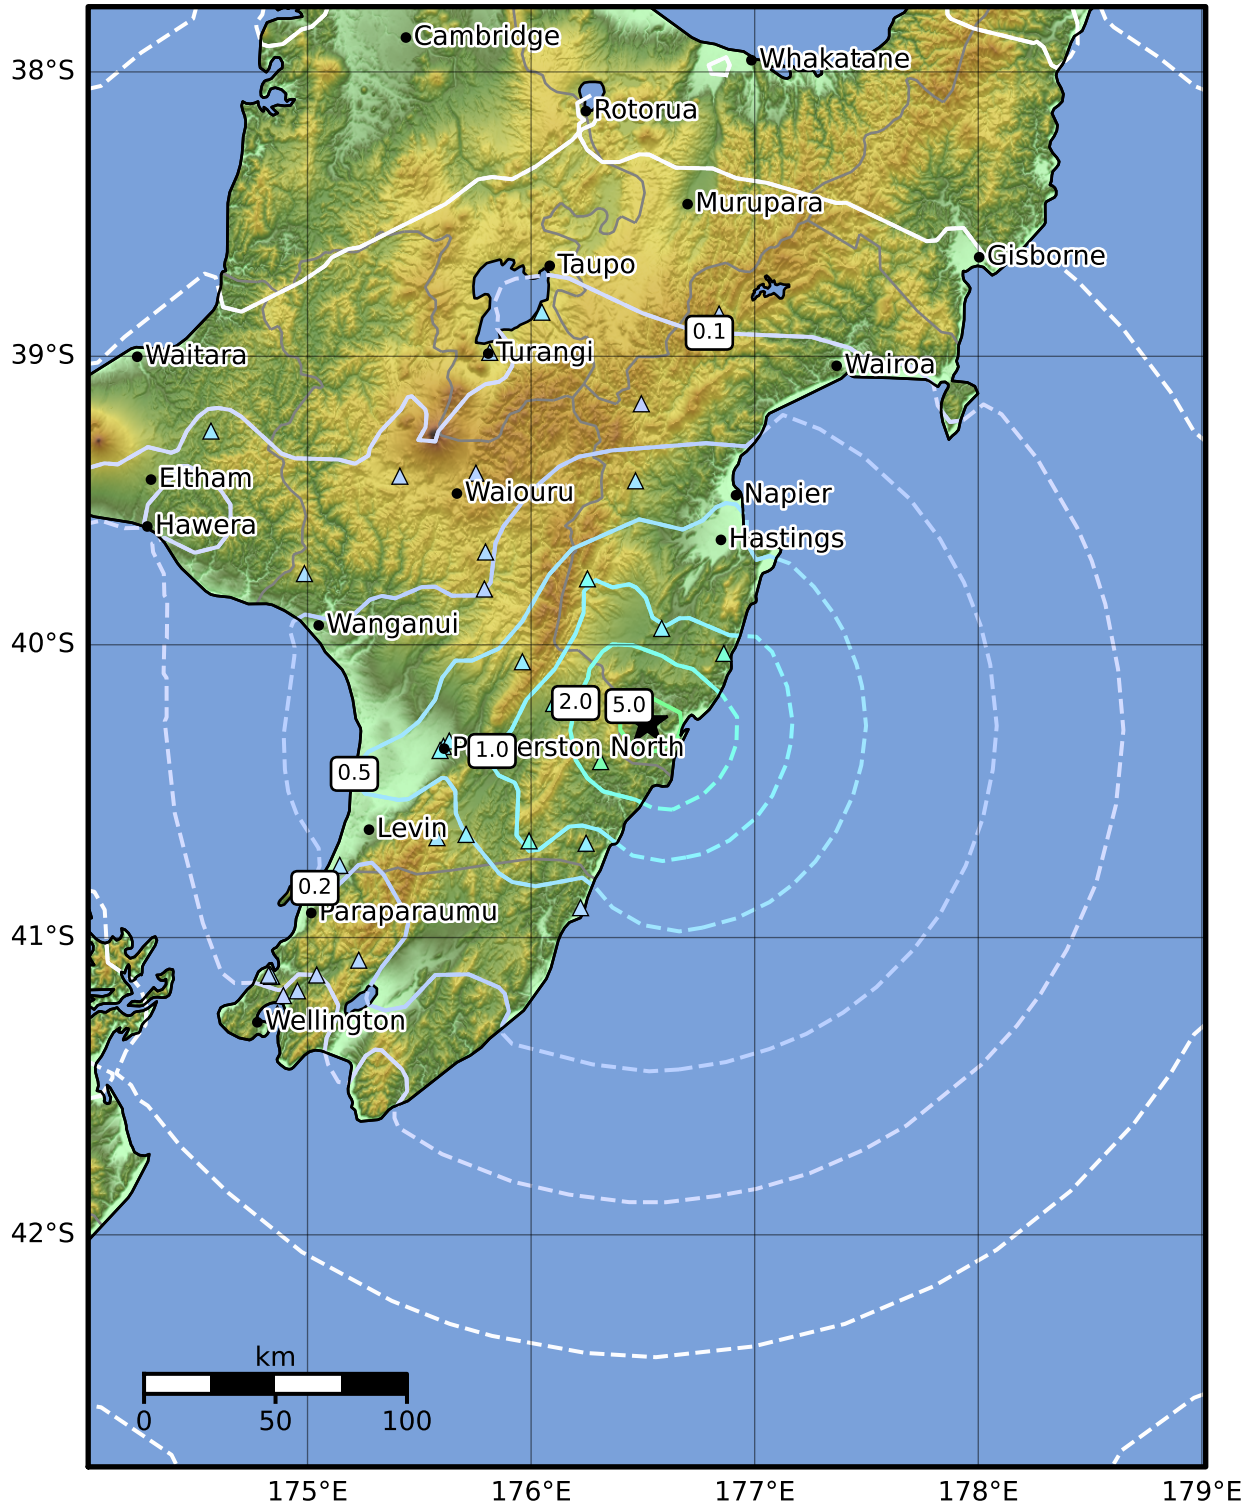 Cambridge
Whakatane
38°S
Rotorua
Murupara
Gisborne
Taupo
0.1
Turangi
39°S
Waitara
Wairoa
Eltham
Waiouru
Napier
Hawera
Hastings
Wanganui
40°S
2.0
5.0
P
erston North
1.0
0.5
Levin
0.2
Paraparaumu
41°S
Wellington
42°S
km
0
50
100
175°E
176°E
177°E
178°E
179°E